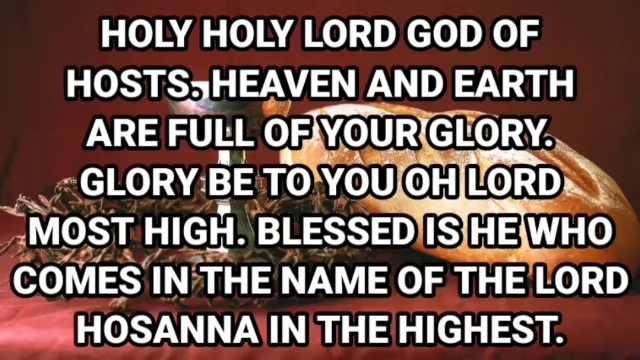 HOLY HOLY LORD GOD OF
HOSTS. HEAVEN AND EARTH
ARE FULL OF YOUR GLORY.
GLORY BE TO YOU OH LORD
MOST HIGH. BLESSED IS HE WHO
COMES IN THE NAME OF THE LORD
HOSANNA IN THE HIGHEST.